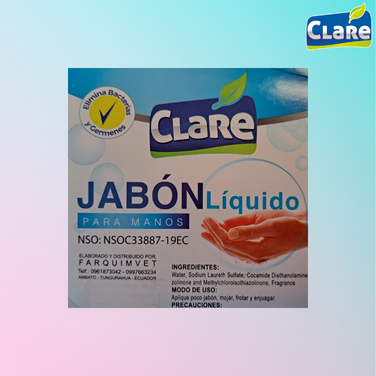 CLARE
Elimina Bacterias
y Germenes
CLARE
JABÓN Líquido
PARA MANOS
NSO: NSOC33887-19EC
ELABORADO Y DISTRIBUIDO POR:
FARQUIMVET
Telf.: 0961873042 - 0997663234
AMBATO - TUNGURAHUA - ECUADOR
INGREDIENTES:
Water, Sodium Laureth Sulfate; Cocamide Diethanolamine
zolinone and Methylchloroisothiazolinone, Fragrance
MODO DE USO:
Aplique poco jabón, mojar, frotar y enjuagar.
PRECAUCIONES: